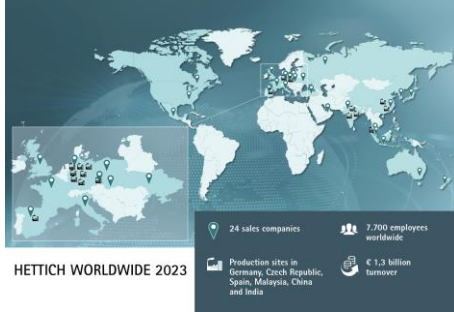 24 sales companies
7.700 employees
worldwide
Production sites in
Germany, Czech Republic,
Spain, Malaysia, China
and India
€ 1,3 billion
turnover
HETTICH WORLDWIDE 2023